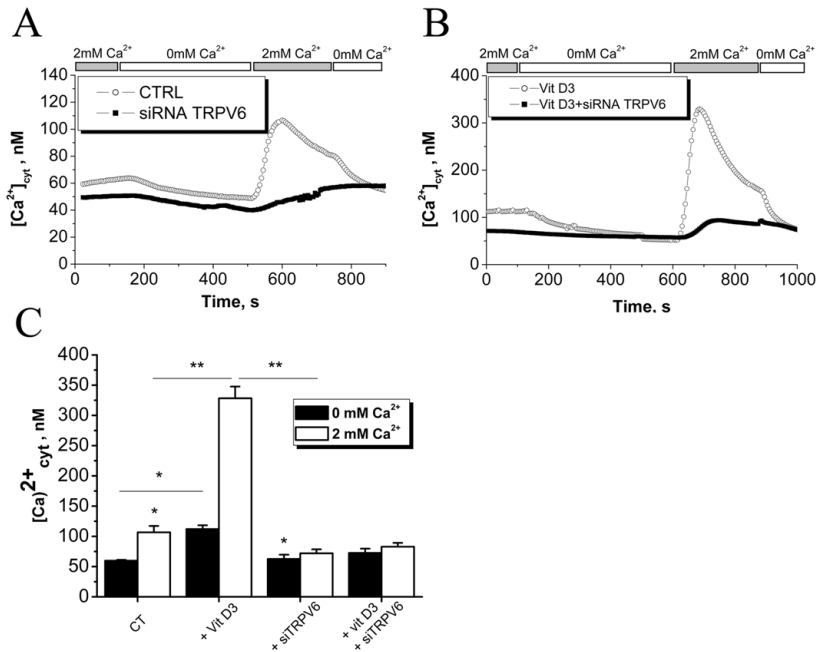 A
2mM Ca²⁺ 0mM Ca²⁺ 2mM Ca²⁺ 0mM Ca²⁺
CTRL
siRNA TRPV6
[Ca²⁺]cyt , nM
140
120
100
80
60
40
20
0
0 200 400 600 800
Time, s
B
2mM Ca²⁺ 0mM Ca²⁺ 2mM Ca²⁺ 0mM Ca²⁺
Vit D3
Vit D3+siRNA TRPV6
[Ca²⁺]cyt , nM
400
300
200
100
0
0 200 400 600 800 1000
Time. s
C
[Ca)²⁺cyt , nM
400
350
300
250
200
150
100
50
0
** **
* * *
0 mM Ca²⁺
2 mM Ca²⁺
CT
+ Vit D3
+ siTRPV6
+ vit D3
+ siTRPV6